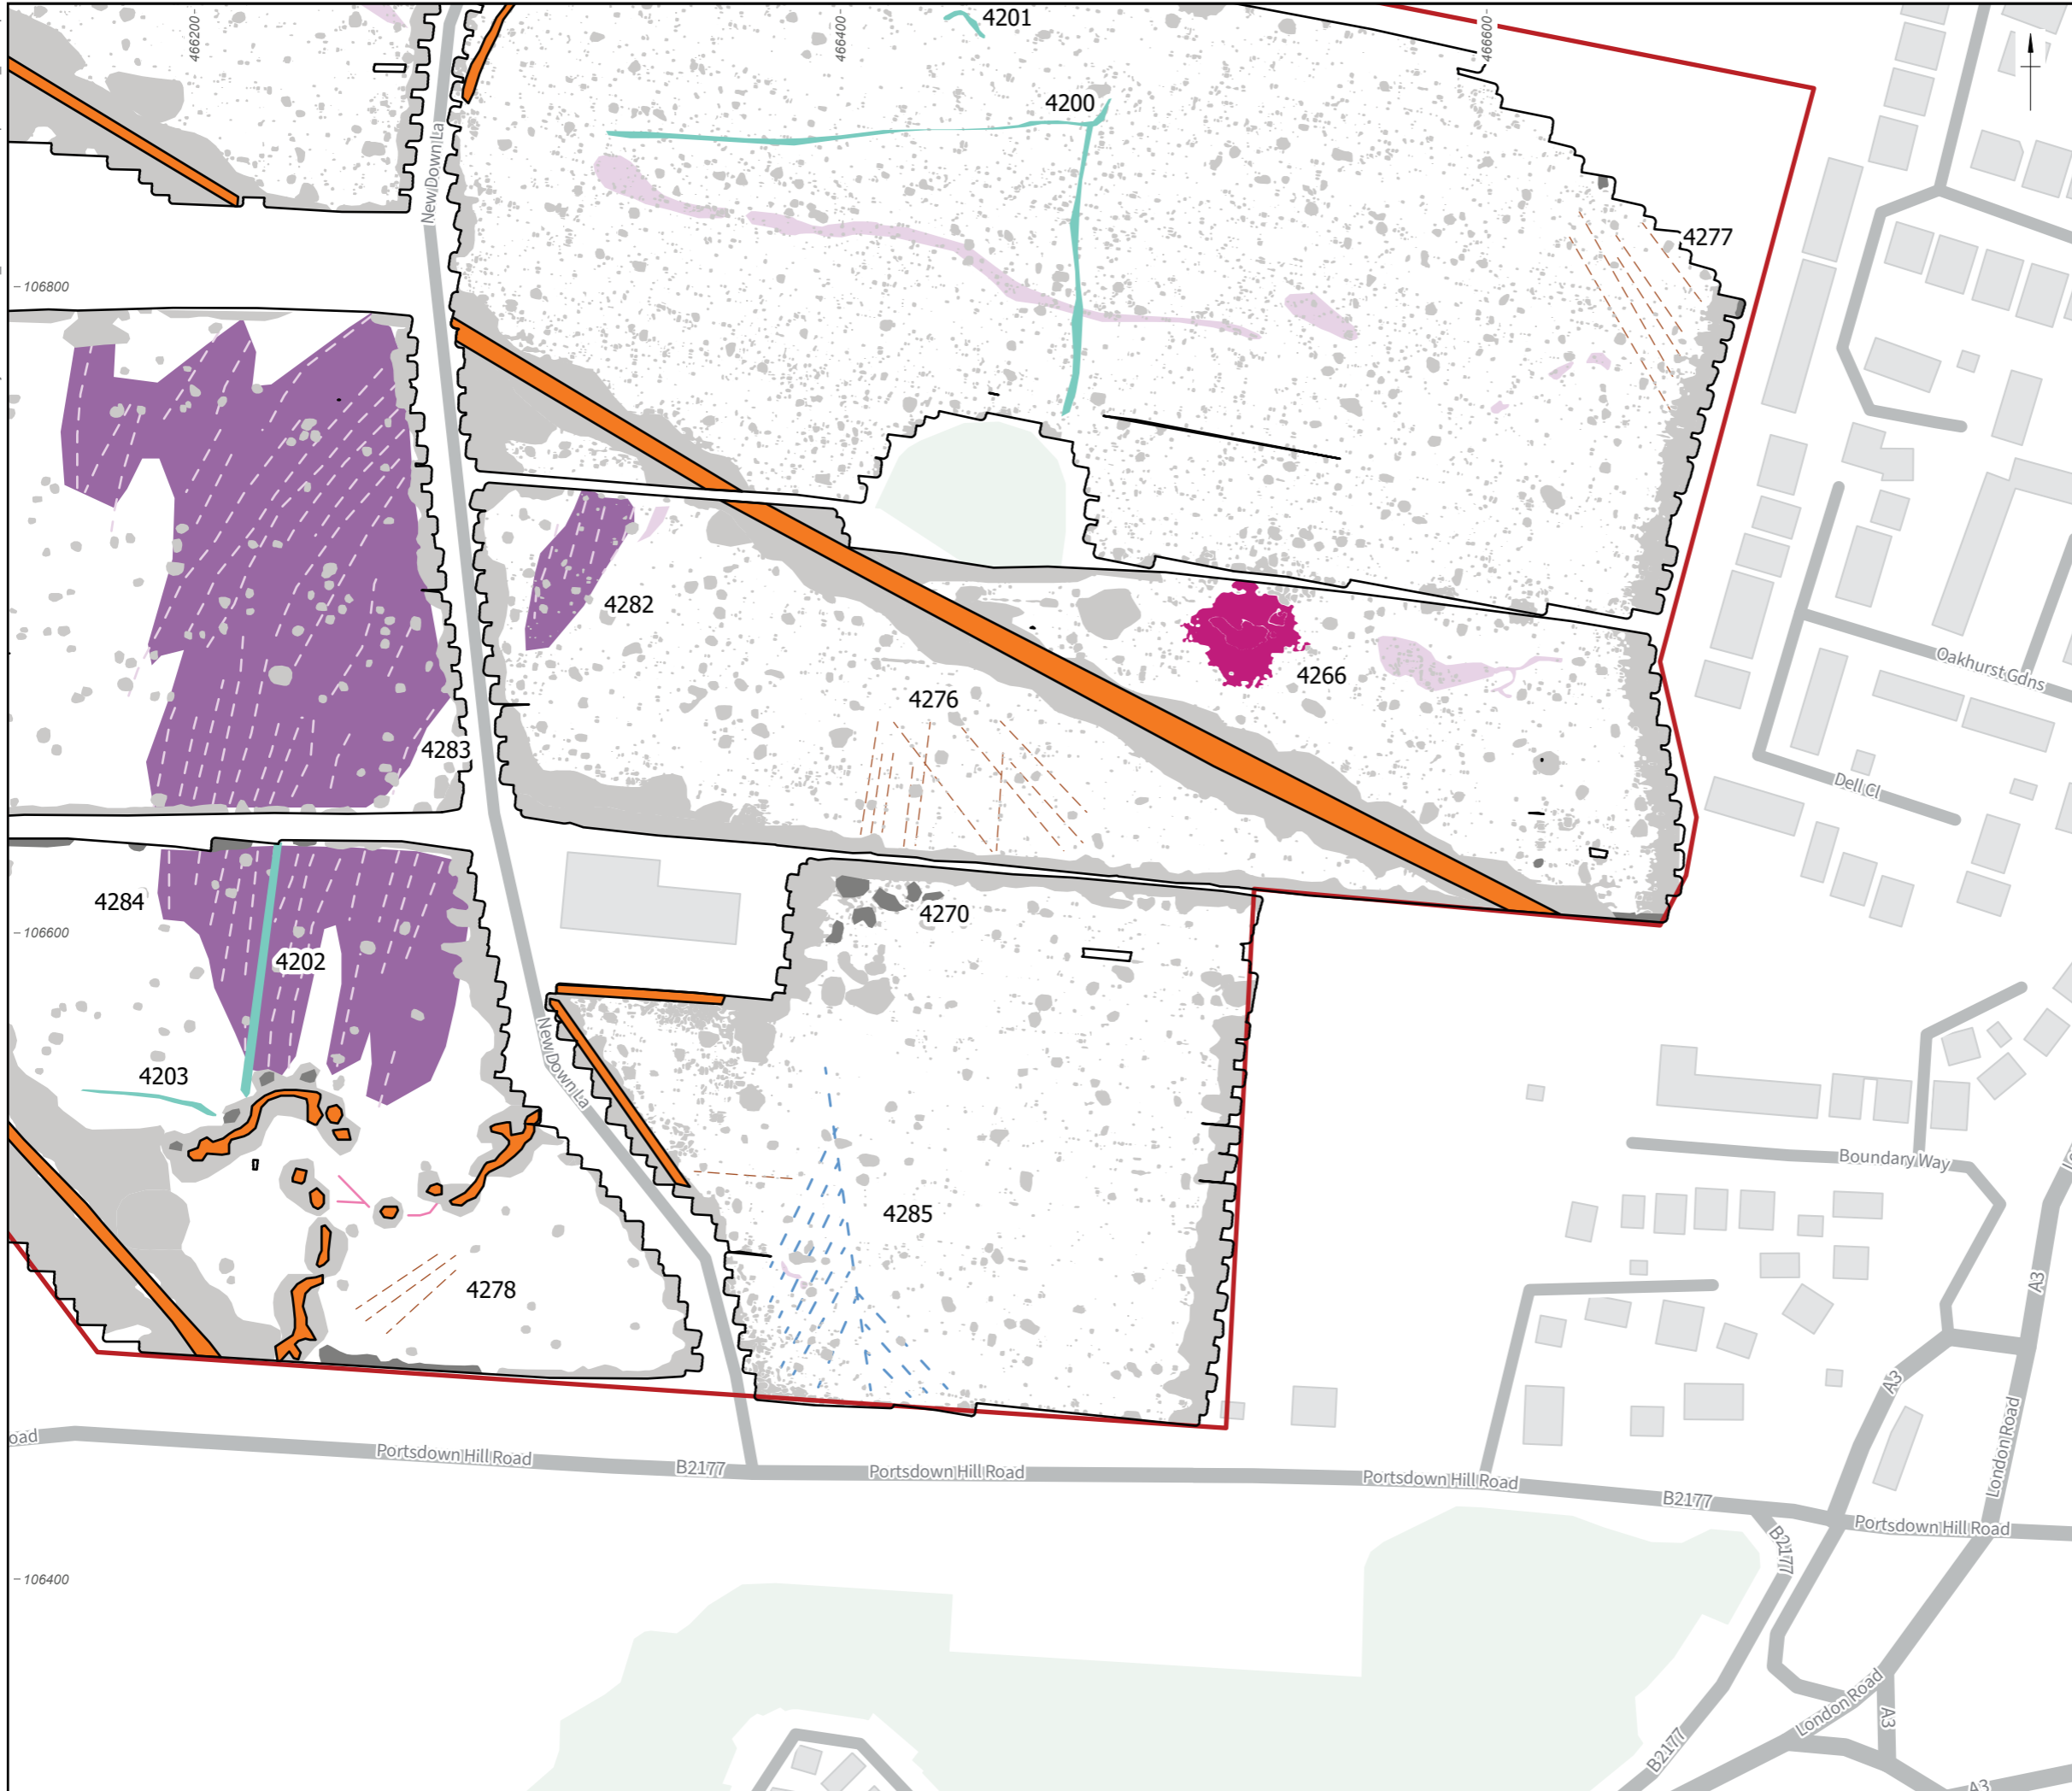 4201
466200
466400
466600
4200
New Down La
4277
106800
4282
4266
Oakhurst Gdns
4276
4283
Dell Cl
4284
4270
106600
4202
New Down La
4203
Boundary Way
4285
4278
A3
A3
London Road
oad
Portsdown Hill Road
B2177
Portsdown Hill Road
Portsdown Hill Road
B2177
Portsdown Hill Road
B2177
106400
London Road
A3
B2177
A3